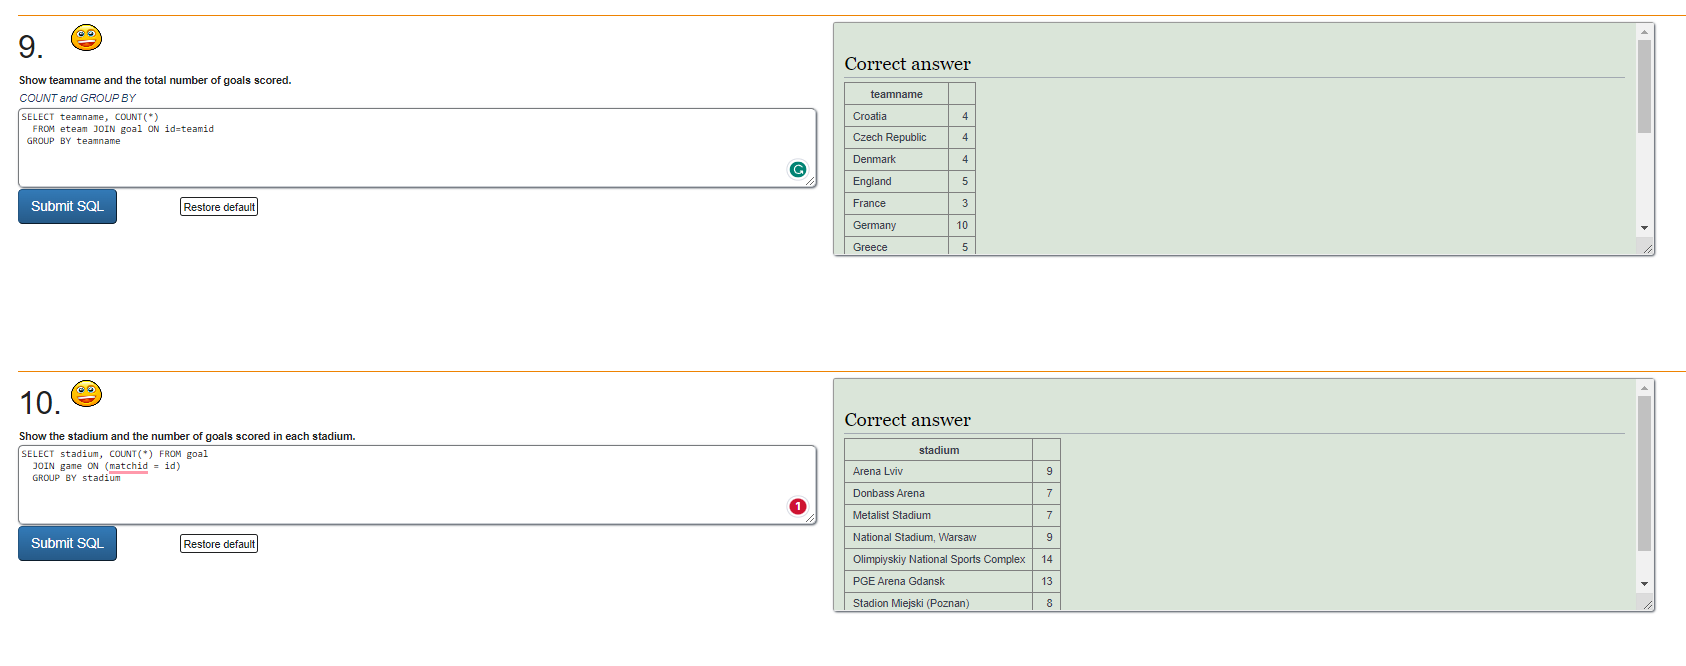 9.
Show teamname and the total number of goals scored.
COUNT and GROUP BY
SELECT teamname, COUNT(*)
FROM eteam JOIN goal ON id=teamid
GROUP BY teamname
Submit SQL
Restore default
Correct answer
teamname
Croatia 4
Czech Republic 4
Denmark 4
England 5
France 3
Germany 10
Greece 5
10.
Show the stadium and the number of goals scored in each stadium.
SELECT stadium, COUNT(*) FROM goal
JOIN game ON (matchid = id)
GROUP BY stadium
1
Submit SQL
Restore default
Correct answer
stadium
Arena Lviv 9
Donbass Arena 7
Metalist Stadium 7
National Stadium, Warsaw 9
Olimpiyskiy National Sports Complex 14
PGE Arena Gdansk 13
Stadion Miejski (Poznan) 8